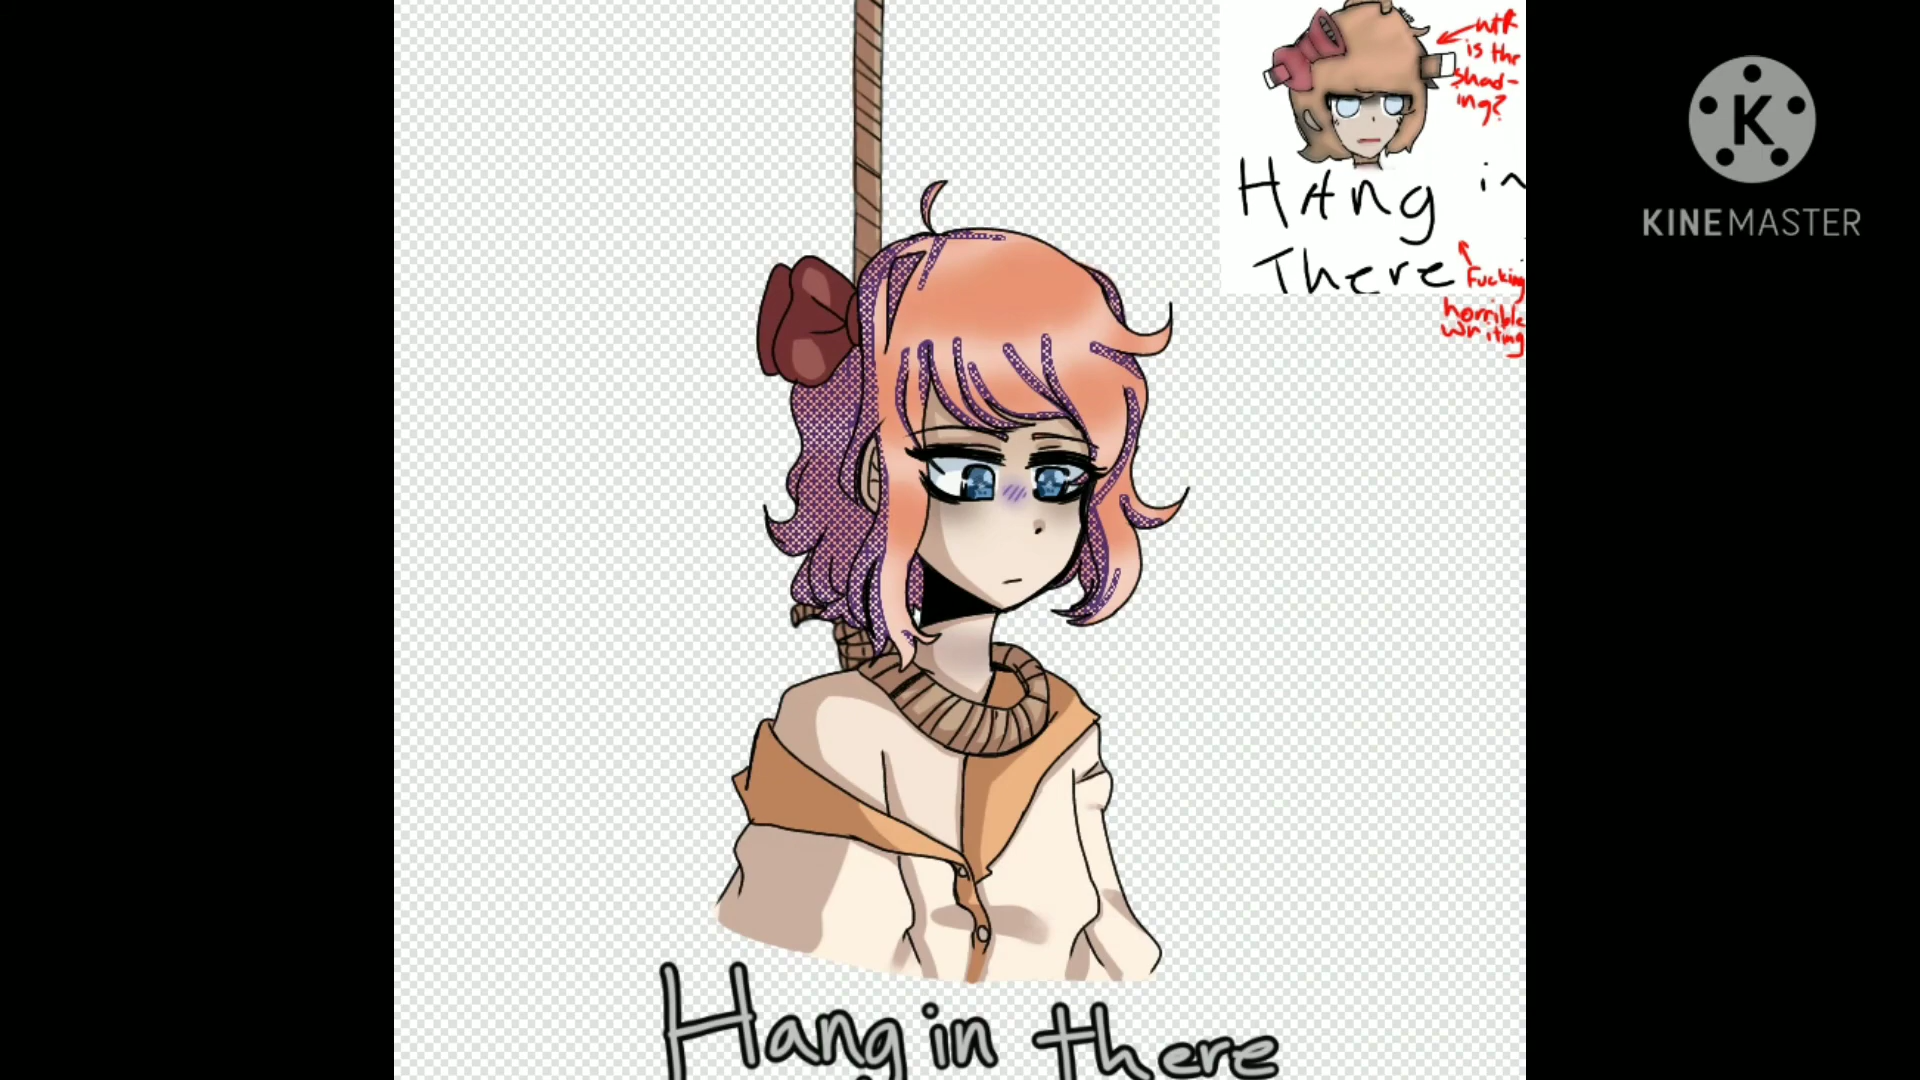 wtf
is the
shad-
ing?
HAng in
There
Fucking
horrible
writing
KINEMASTER
Hang in there